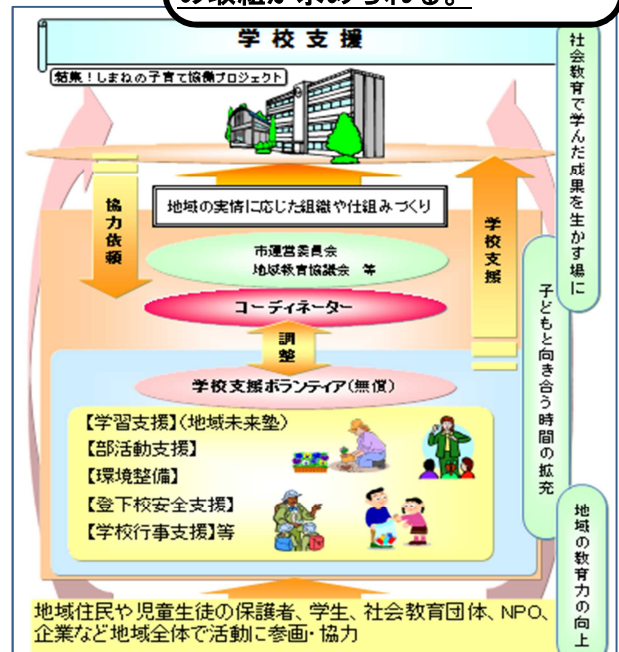 の取組が求められる。
学校支援
結集！しまねの子育て協働プロジェクト
協力依頼
地域の実情に応じた組織や仕組みづくり
学校支援
市運営委員会
地域教育協議会　等
コーディネーター
調整
学校支援ボランティア（無償）
【学習支援】（地域未来塾）
【部活動支援】
【環境整備】
【登下校安全支援】
【学校行事支援】等
地域住民や児童生徒の保護者、学生、社会教育団体、NPO、
企業など地域全体で活動に参画・協力
社会教育で学んだ成果を生かす場に
子どもと向き合う時間の拡充
地域の教育力の向上